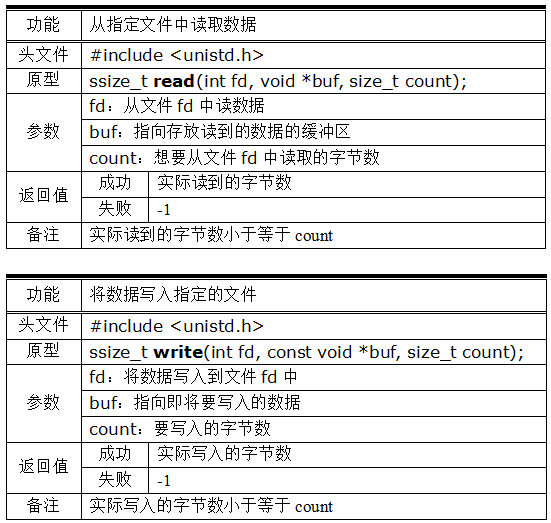 功能 从指定文件中读取数据
头文件 #include <unistd.h>
原型 ssize_t read(int fd, void *buf, size_t count);
参数 fd：从文件 fd 中读数据
buf：指向存放读到的数据的缓冲区
count：想要从文件 fd 中读取的字节数
返回值 成功 实际读到的字节数
失败 -1
备注 实际读到的字节数小于等于 count
功能 将数据写入指定的文件
头文件 #include <unistd.h>
原型 ssize_t write(int fd, const void *buf, size_t count);
参数 fd：将数据写入到文件 fd 中
buf：指向即将要写入的数据
count：要写入的字节数
返回值 成功 实际写入的字节数
失败 -1
备注 实际写入的字节数小于等于 count